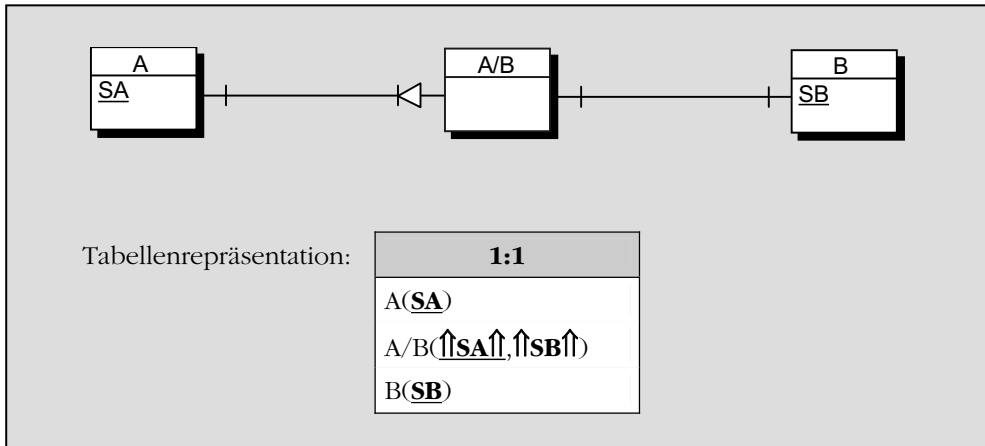 A
SA
A/B
B
SB
Tabellenrepräsentation:
1:1
A(SA)
A/B(⇑SA⇑,⇑SB⇑)
B(SB)